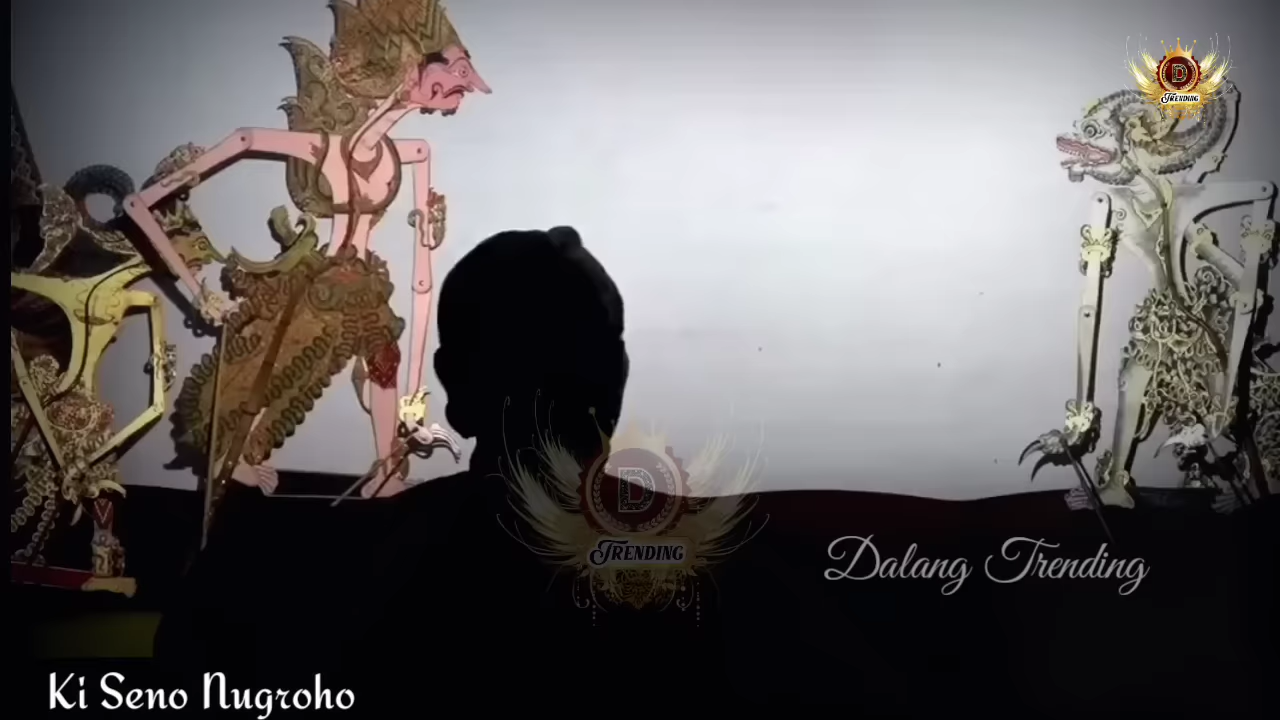 D
TRENDING
D
TRENDING
Dalang Trending
Ki Seno Nugroho